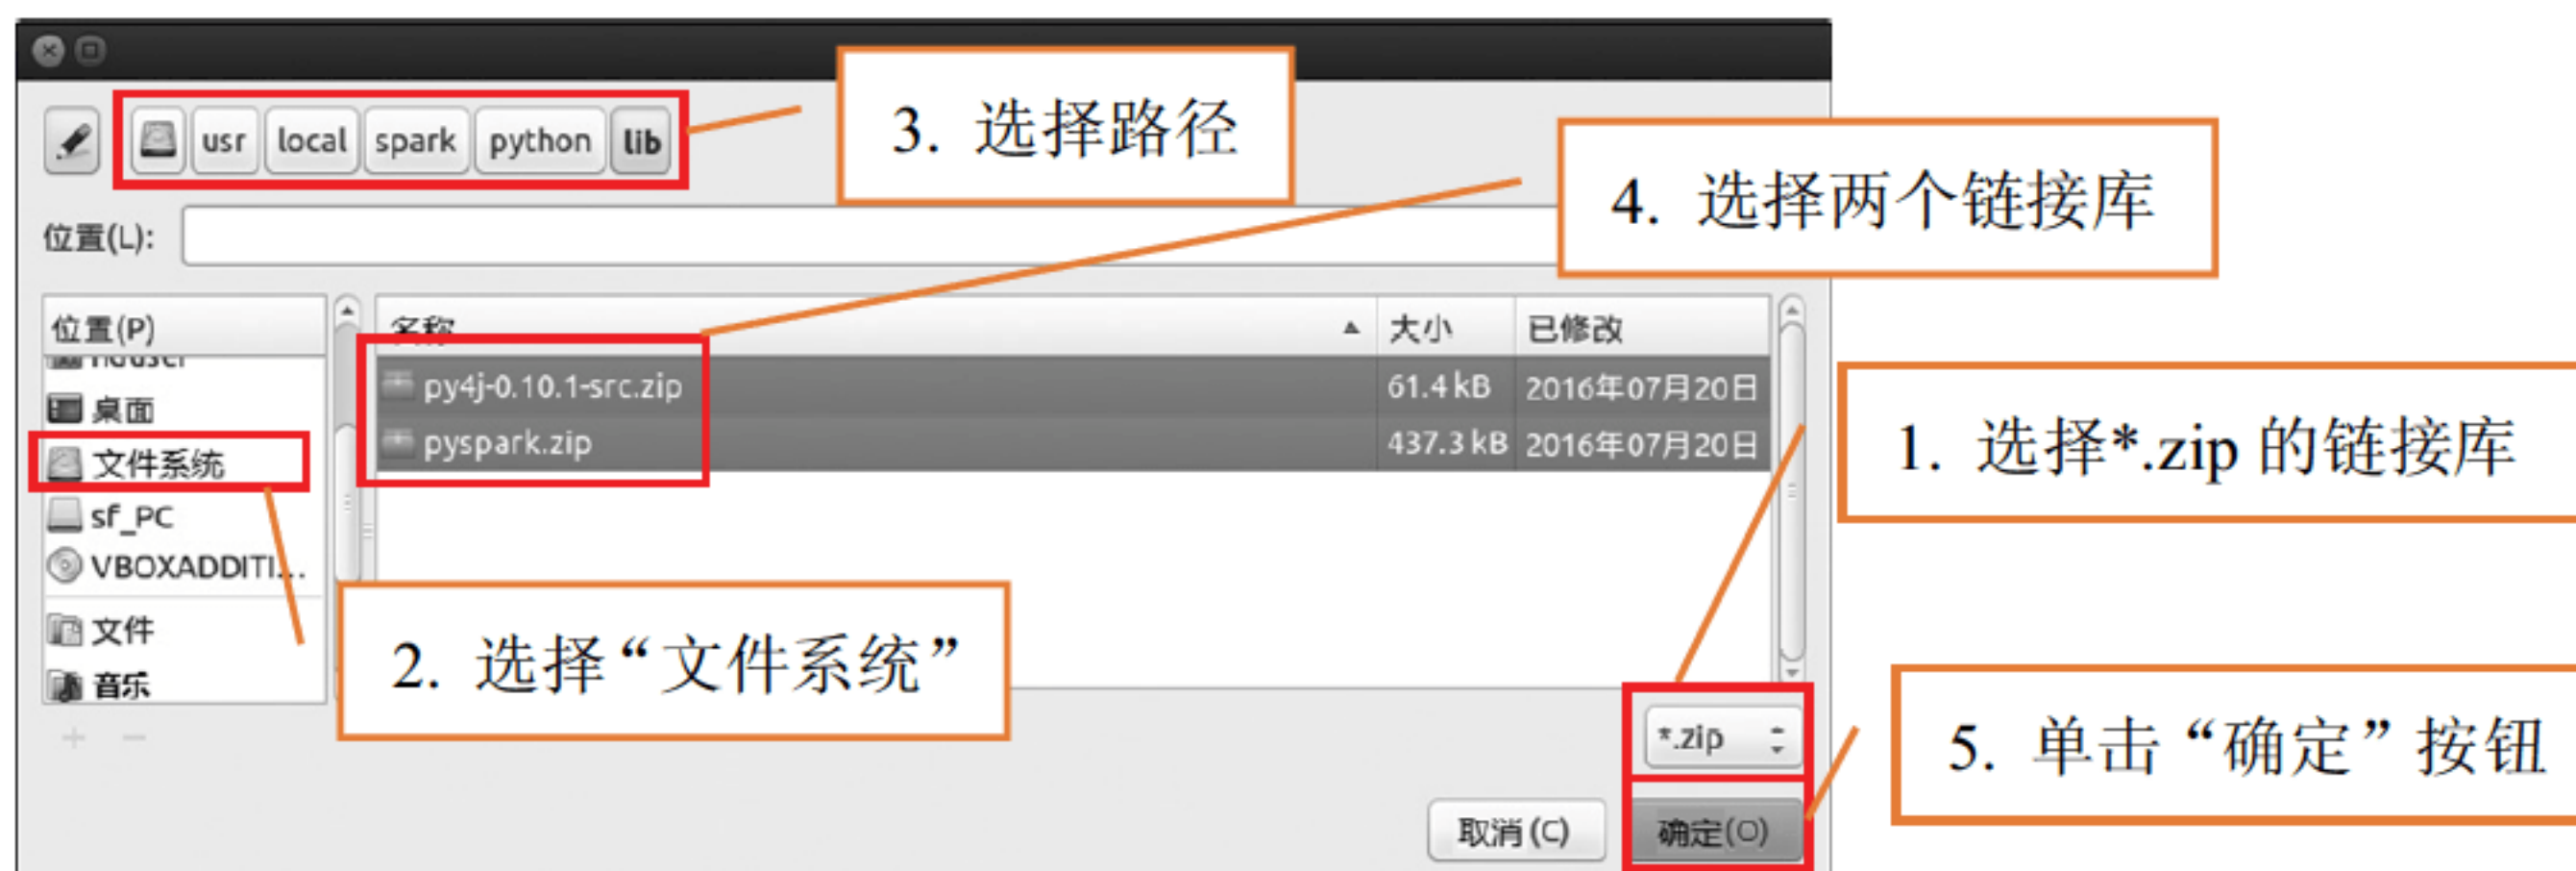 3. 选择路径
usr local spark python lib
4. 选择两个链接库
位置(L):
位置(P)
名称 大小 已修改
桌面
py4j-0.10.1-src.zip 61.4 kB 2016年07月20日
文件系统
pyspark.zip 437.3 kB 2016年07月20日
1. 选择*.zip 的链接库
sf_PC
VBOXADDITI...
文件
2. 选择“文件系统”
音乐
*.zip
5. 单击“确定”按钮
取消(C) 确定(O)